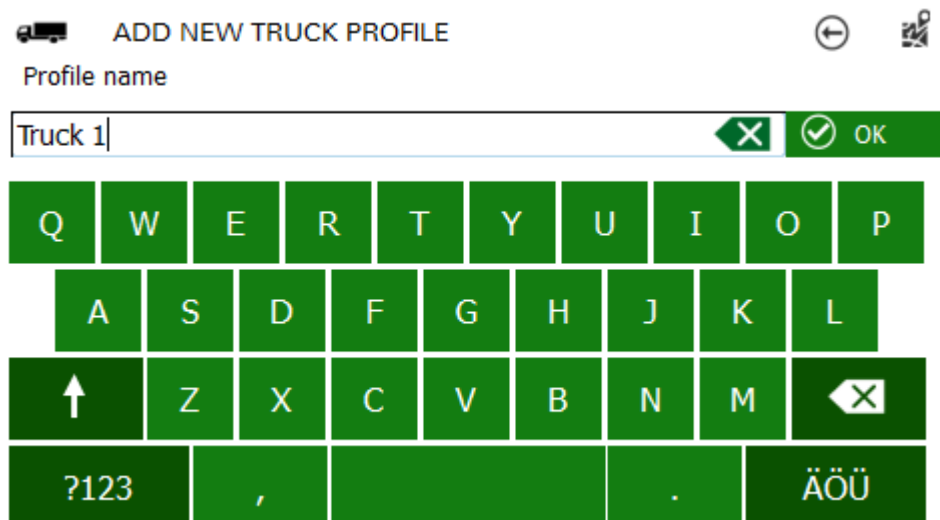 ADD NEW TRUCK PROFILE
Profile name
Truck 1 OK
Q W E R T Y U I O P
A S D F G H J K L
Z X C V B N M
?123 , . ÄÖÜ